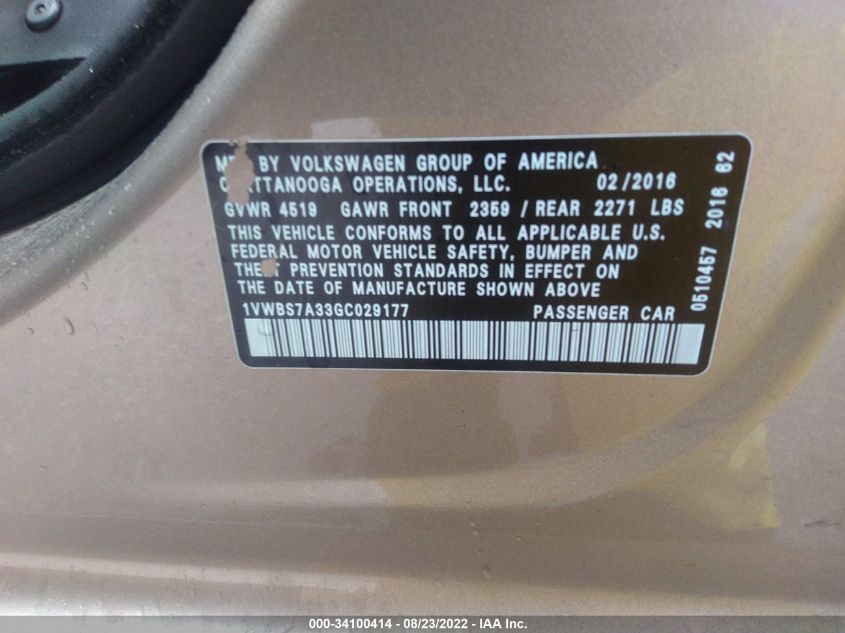 BY VOLKSWAGEN GROUP OF AMERICA
OPERATIONS, LLC. 02/2016
GVWR 4519 GAWR FRONT 2359 / REAR 2271 LBS
THIS VEHICLE CONFORMS TO ALL APPLICABLE U.S.
FEDERAL MOTOR VEHICLE SAFETY, BUMPER AND
PREVENTION STANDARDS IN EFFECT ON
THE DATE OF MANUFACTURE SHOWN ABOVE
1VWBS7A33GC029177 PASSENGER CAR
0510457 2016 62
000-34100414 - 08/23/2022 - IAA Inc.